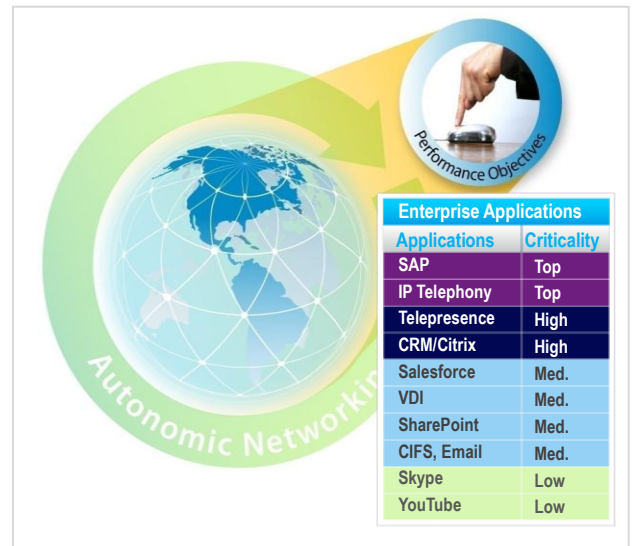 Performance Objectives
Autonomic Networkin
Enterprise Applications
Applications Criticality
SAP Top
IP Telephony Top
Telepresence High
CRM/Citrix High
Salesforce Med.
VDI Med.
SharePoint Med.
CIFS, Email Med.
Skype Low
YouTube Low